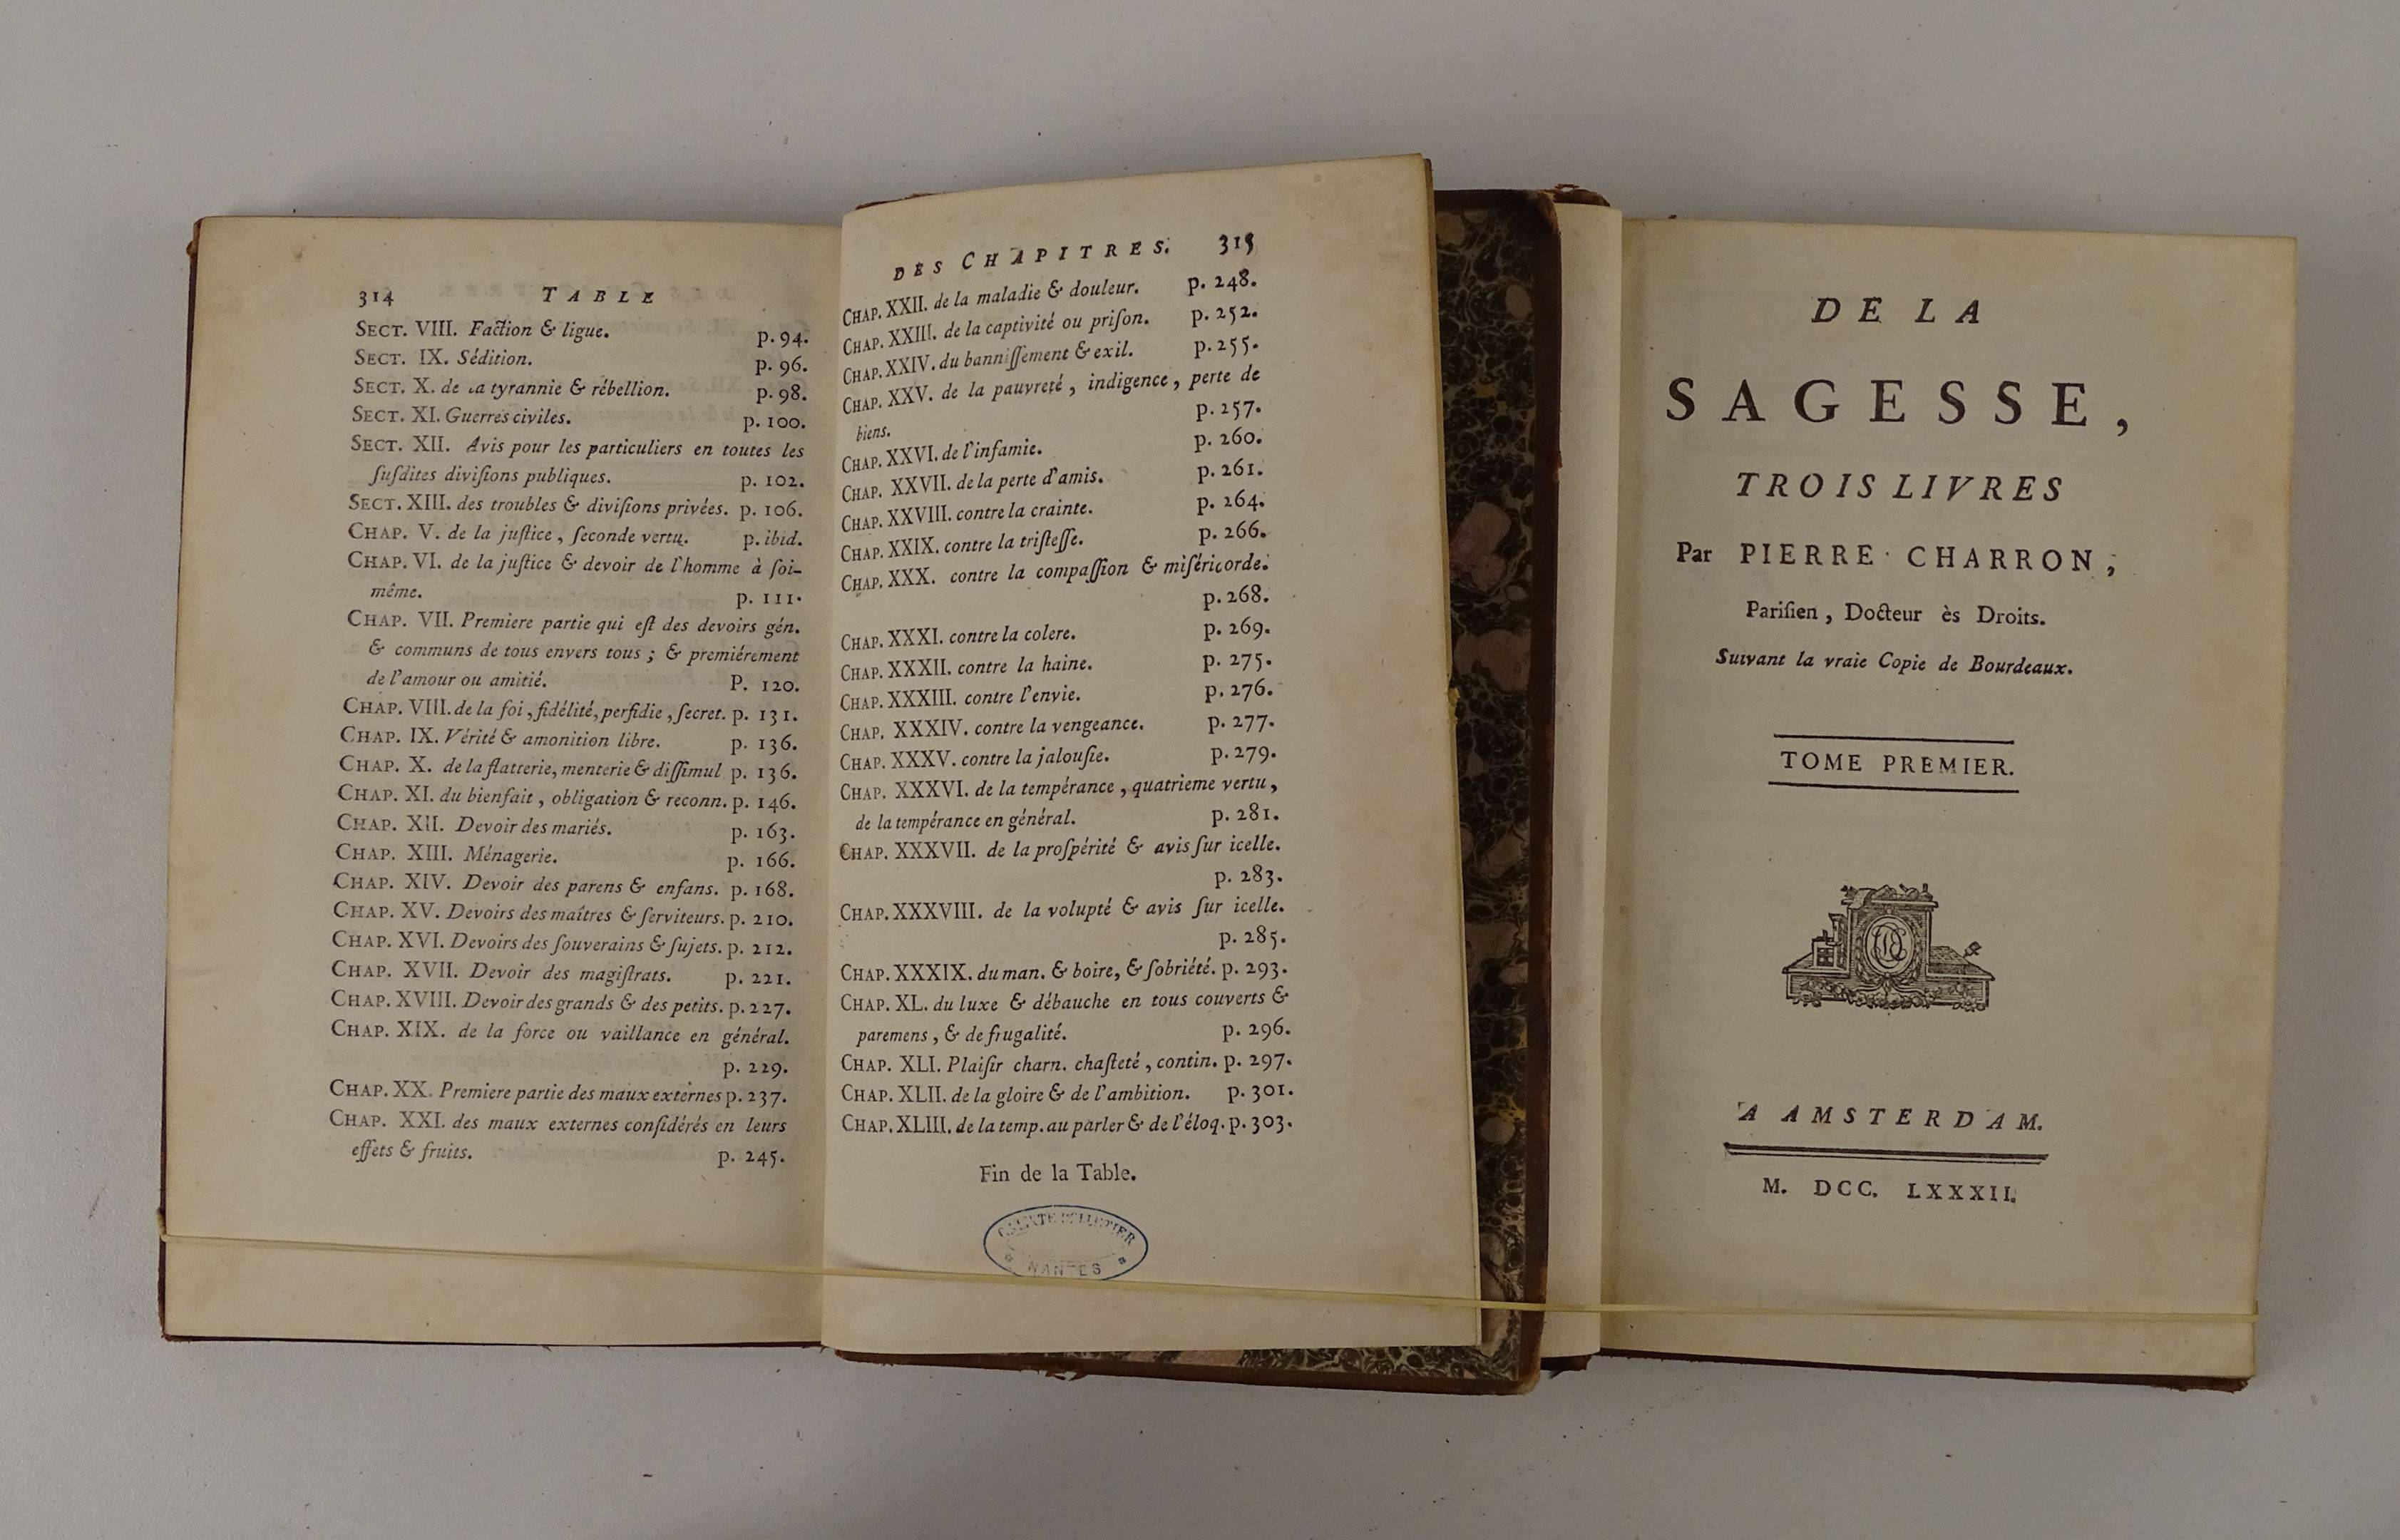 314 TABLE
SECT. VIII. Faction & ligue. p. 94.
SECT. IX. Sédition. p. 96.
SECT. X. de la tyrannie & rébellion. p. 98.
SECT. XI. Guerres civiles. p. 100.
SECT. XII. Avis pour les particuliers en toutes les
ſuſdites diviſions publiques. p. 102.
SECT. XIII. des troubles & diviſions privées. p. 106.
CHAP. V. de la juſtice, ſeconde vertu. p. ibid.
CHAP. VI. de la juſtice & devoir de l'homme à ſoi-
même. p. 111.
CHAP. VII. Premiere partie qui eſt des devoirs gén.
& communs de tous envers tous ; & premiérement
de l'amour ou amitié. P. 120.
CHAP. VIII. de la foi, fidélité, perfidie, ſecret. p. 131.
CHAP. IX. Vérité & amonition libre. p. 136.
CHAP. X. de la flatterie, menterie & diſſimul p. 136.
CHAP. XI. du bienfait, obligation & reconn. p. 146.
CHAP. XII. Devoir des mariés. p. 163.
CHAP. XIII. Ménagerie. p. 166.
CHAP. XIV. Devoir des parens & enfans. p. 168.
CHAP. XV. Devoirs des maîtres & ſerviteurs. p. 210.
CHAP. XVI. Devoirs des ſouverains & ſujets. p. 212.
CHAP. XVII. Devoir des magiſtrats. p. 221.
CHAP. XVIII. Devoir des grands & des petits. p. 227.
CHAP. XIX. de la force ou vaillance en général.
p. 229.
CHAP. XX. Premiere partie des maux externes p. 237.
CHAP. XXI. des maux externes conſidérés en leurs
effets & fruits. p. 245.
DES CHAPITRES. 315
CHAP. XXII. de la maladie & douleur. p. 248.
CHAP. XXIII. de la captivité ou priſon. p. 252.
CHAP. XXIV. du banniſſement & exil. p. 255.
CHAP. XXV. de la pauvreté, indigence, perte de
biens. p. 257.
CHAP. XXVI. de l'infamie. p. 260.
CHAP. XXVII. de la perte d'amis. p. 261.
CHAP. XXVIII. contre la crainte. p. 264.
CHAP. XXIX. contre la triſteſſe. p. 266.
CHAP. XXX. contre la compaſſion & miſéricorde.
p. 268.
CHAP. XXXI. contre la colere. p. 269.
CHAP. XXXII. contre la haine. p. 275.
CHAP. XXXIII. contre l'envie. p. 276.
CHAP. XXXIV. contre la vengeance. p. 277.
CHAP. XXXV. contre la jalouſie. p. 279.
CHAP. XXXVI. de la tempérance, quatrieme vertu,
de la tempérance en général. p. 281.
CHAP. XXXVII. de la proſpérité & avis ſur icelle.
p. 283.
CHAP. XXXVIII. de la volupté & avis ſur icelle.
p. 285.
CHAP. XXXIX. du man. & boire, & ſobriété. p. 293.
CHAP. XL. du luxe & débauche en tous couverts &
paremens, & de frugalité. p. 296.
CHAP. XLI. Plaiſir charn. chaſteté, contin. p. 297.
CHAP. XLII. de la gloire & de l'ambition. p. 301.
CHAP. XLIII. de la temp. au parler & de l'éloq. p. 303.
Fin de la Table.
CALIXTE PELLETIER
NANTES
DE LA
SAGESSE,
TROIS LIVRES
Par PIERRE CHARRON,
Pariſien, Docteur ès Droits.
Suivant la vraie Copie de Bourdeaux.
TOME PREMIER.
A AMSTERDAM.
M. DCC. LXXXII.